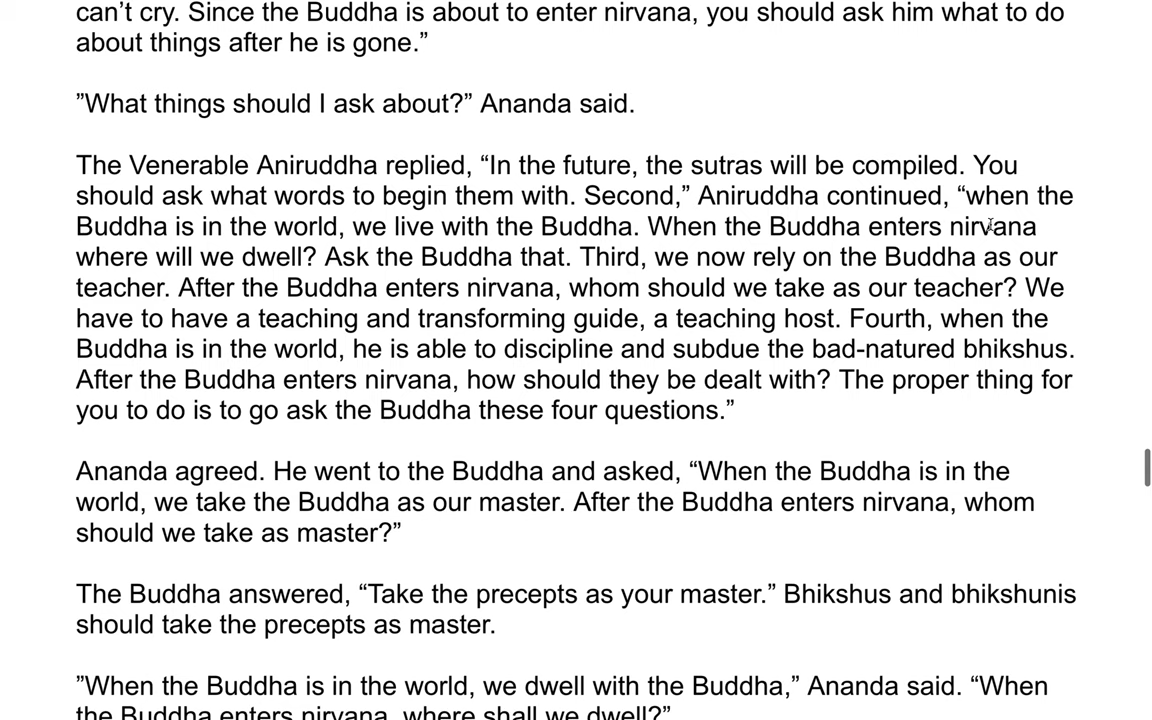 can’t cry. Since the Buddha is about to enter nirvana, you should ask him what to do
about things after he is gone.”
”What things should I ask about?” Ananda said.
The Venerable Aniruddha replied, “In the future, the sutras will be compiled. You
should ask what words to begin them with. Second,” Aniruddha continued, “when the
Buddha is in the world, we live with the Buddha. When the Buddha enters nirvana
where will we dwell? Ask the Buddha that. Third, we now rely on the Buddha as our
teacher. After the Buddha enters nirvana, whom should we take as our teacher? We
have to have a teaching and transforming guide, a teaching host. Fourth, when the
Buddha is in the world, he is able to discipline and subdue the bad-natured bhikshus.
After the Buddha enters nirvana, how should they be dealt with? The proper thing for
you to do is to go ask the Buddha these four questions.”
Ananda agreed. He went to the Buddha and asked, “When the Buddha is in the
world, we take the Buddha as our master. After the Buddha enters nirvana, whom
should we take as master?”
The Buddha answered, “Take the precepts as your master.” Bhikshus and bhikshunis
should take the precepts as master.
”When the Buddha is in the world, we dwell with the Buddha,” Ananda said. “When
the Buddha enters nirvana, where shall we dwell?”